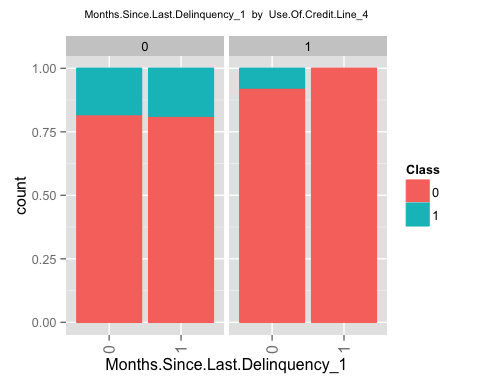 Months.Since.Last.Delinquency_1 by Use.Of.Credit.Line_4
0 1
1.00
0.75
0.50
0.25
0.00
count
0 1 0 1
Months.Since.Last.Delinquency_1
Class
0
1